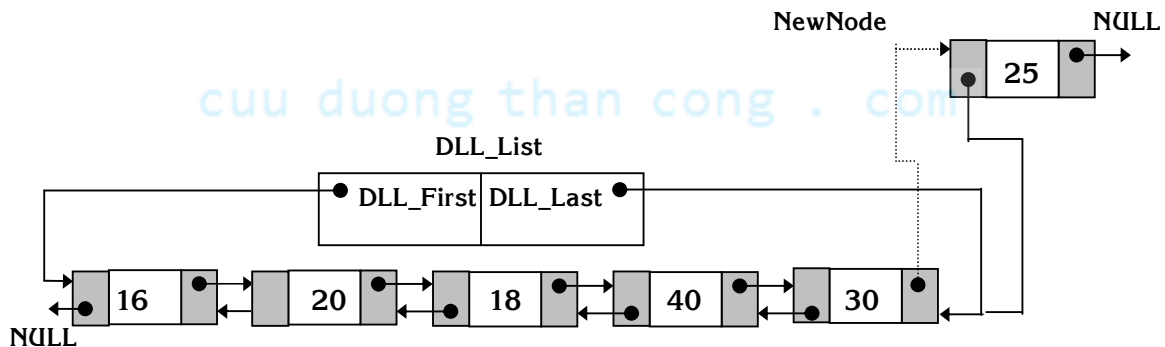 NewNode NULL
25
cuu duong than cong . com
DLL_List
DLL_First DLL_Last
16 20 18 40 30
NULL